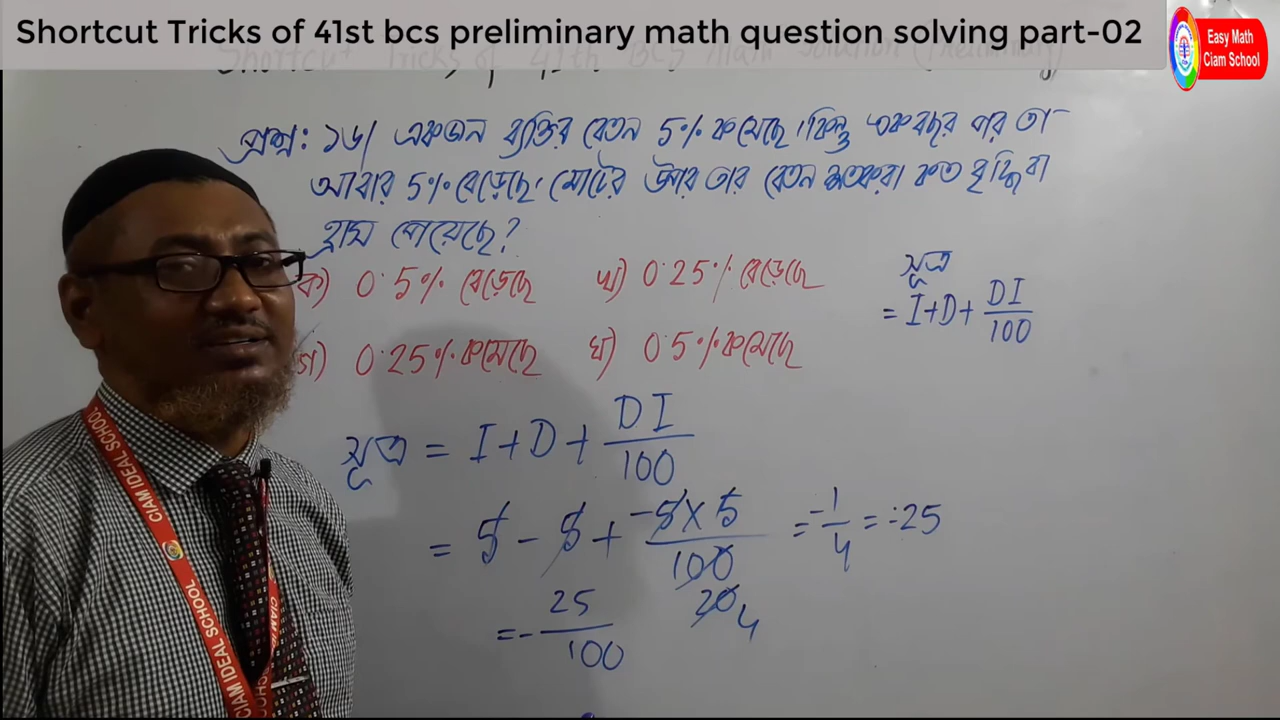 Shortcut Tricks of 41st bcs preliminary math question solving part-02
Easy Math
Ciam School
প্রশ্ন: ১৬। একজন ব্যক্তির বেতন 5% কমেছে। কিন্তু একবছর পর তা
আবার 5% বেড়েছে। মোটের উপর তার বেতন শতকরা কত বৃদ্ধি বা
হ্রাস পেয়েছে?
ক) 0.5% বেড়েছে খ) 0.25% বেড়েছে
গ) 0.25% কমেছে ঘ) 0.5% কমেছে
সূত্র
= I+D+ DI/100
সূত্র = I+D+ DI/100
= 5 - 5 + -5×5/100 = -1/4 = -.25
20 4
= - 25/100
CIAM IDEAL SCHOOL
CIAM IDEAL SCHOOL